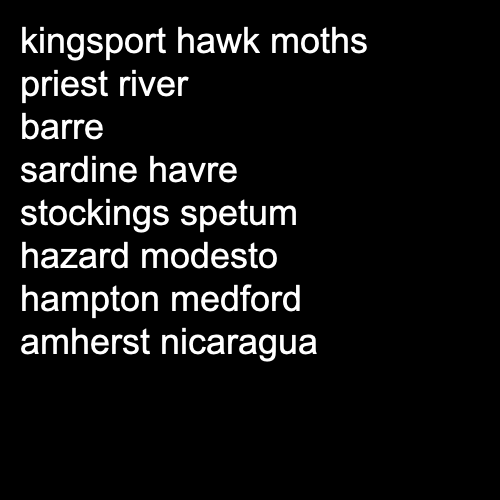 kingsport hawk moths
priest river
barre
sardine havre
stockings spetum
hazard modesto
hampton medford
amherst nicaragua